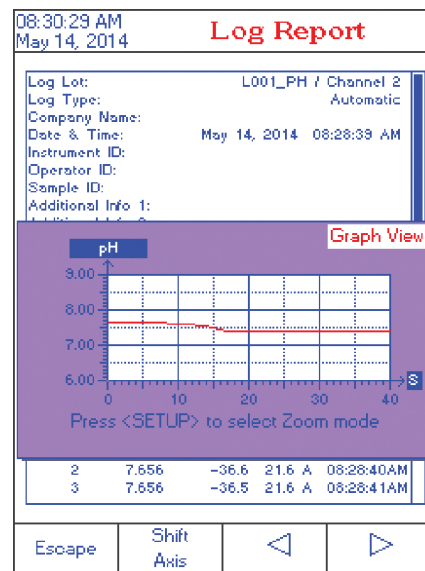 08:30:29 AM
May 14, 2014
Log Report
Log Lot: L001_PH / Channel 2
Log Type: Automatic
Company Name:
Date & Time: May 14, 2014 08:28:39 AM
Instrument ID:
Operator ID:
Sample ID:
Additional Info 1:
Graph View
pH
9.00
8.00
7.00
6.00
0 10 20 30 40 S
Press <SETUP> to select Zoom mode
2 7.656 -36.6 21.6 A 08:28:40AM
3 7.656 -36.5 21.6 A 08:28:41AM
Escape
Shift
Axis